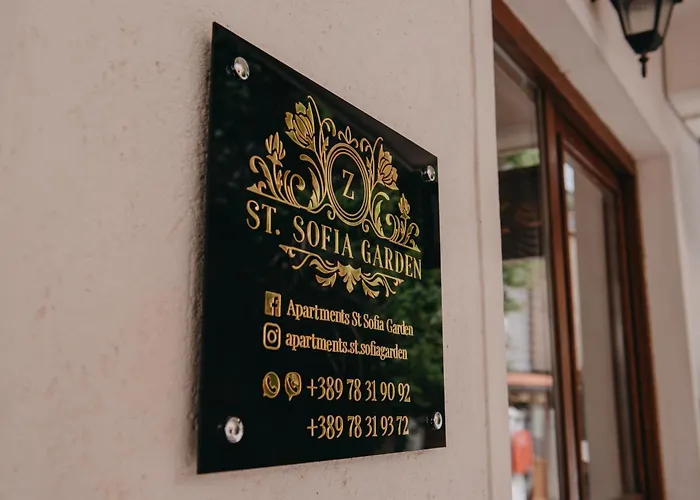 Z
ST. SOFIA GARDEN
Apartments St Sofia Garden
apartments.st.sofiagarden
+389 78 31 90 92
+389 78 31 93 72